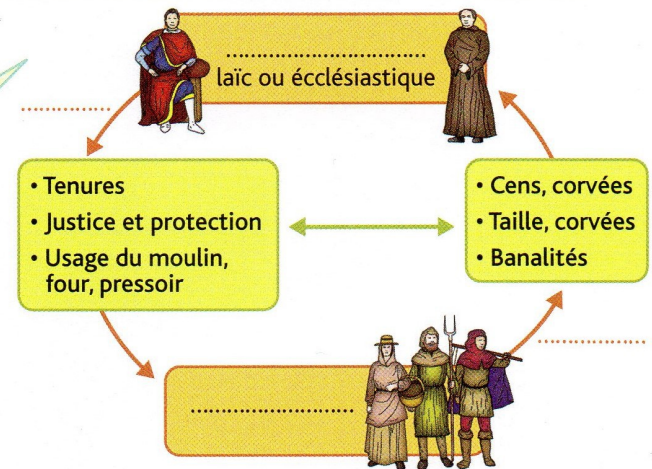 ..............................
laïc ou écclésiastique
..............
• Tenures
• Justice et protection
• Usage du moulin,
four, pressoir
• Cens, corvées
• Taille, corvées
• Banalités
..............
..............................